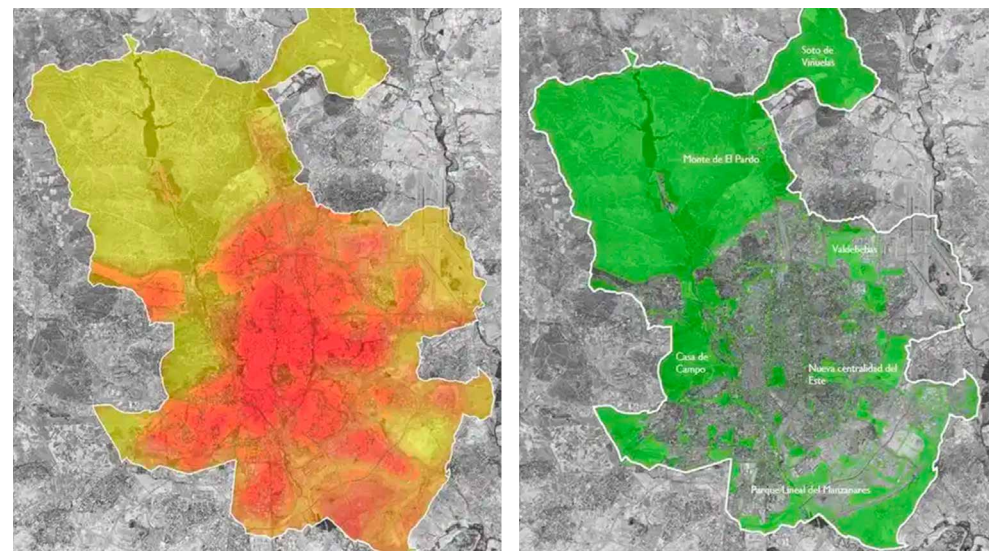 Soto de
Viñuelas
Monte de El Pardo
Valdebebas
Casa de
Campo
Nueva centralidad del
Este
Parque Lineal del Manzanares